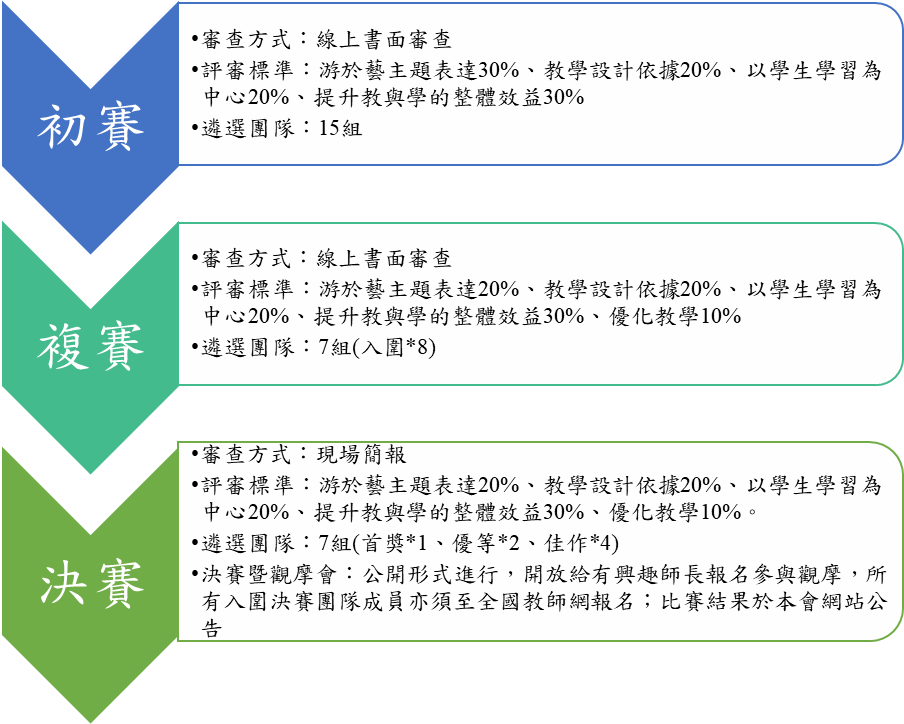 初賽
•審查方式：線上書面審查
•評審標準：游於藝主題表達30%、教學設計依據20%、以學生學習為
中心20%、提升教與學的整體效益30%
•遴選團隊：15組
複賽
•審查方式：線上書面審查
•評審標準：游於藝主題表達20%、教學設計依據20%、以學生學習為
中心20%、提升教與學的整體效益30%、優化教學10%
•遴選團隊：7組(入圍*8)
決賽
•審查方式：現場簡報
•評審標準：游於藝主題表達20%、教學設計依據20%、以學生學習為
中心20%、提升教與學的整體效益30%、優化教學10%。
•遴選團隊：7組(首獎*1、優等*2、佳作*4)
•決賽暨觀摩會：公開形式進行，開放給有興趣師長報名參與觀摩，所
有入圍決賽團隊成員亦須至全國教師網報名；比賽結果於本會網站公
告